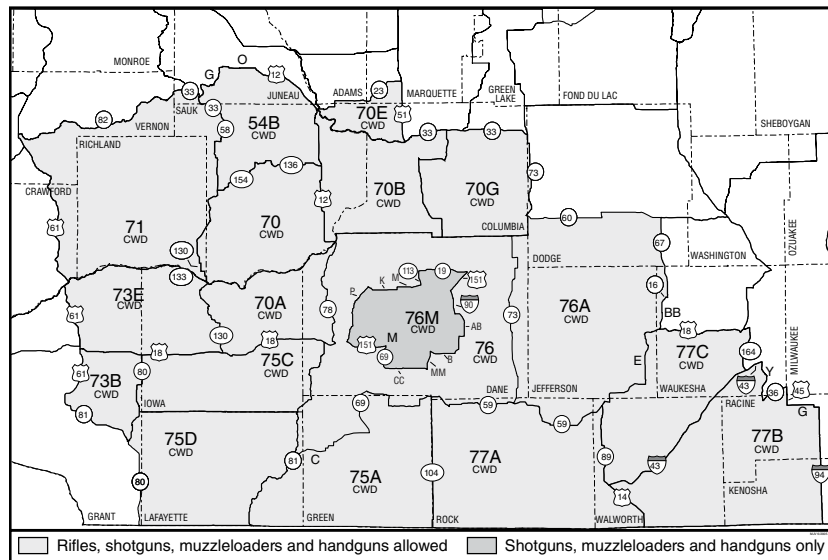 MONROE
G
O
12
33
JUNEAU
ADAMS
23
MARQUETTE
GREEN
LAKE
FOND DU LAC
SHEBOYGAN
SAUK
33
82
VERNON
58
54B
CWD
70E
CWD
51
RICHLAND
33
33
136
154
CRAWFORD
12
70B
CWD
70G
CWD
73
61
71
CWD
70
CWD
COLUMBIA
60
67
WASHINGTON
OZUAKEE
130
133
DODGE
73E
CWD
70A
CWD
78
P
K
M
113
19
151
90
76M
CWD
AB
73
76A
CWD
16
BB
18
61
130
151
M
69
76
CWD
18
18
75C
CWD
CC
MM
B
E
77C
CWD
164
MILWAUKEE
61
80
73B
CWD
IOWA
DANE
JEFFERSON
WAUKESHA
43
Y
36
45
RACINE
G
81
69
59
59
75D
CWD
81
C
75A
CWD
104
77A
CWD
89
43
77B
CWD
94
80
14
KENOSHA
GRANT
LAFAYETTE
GREEN
ROCK
WALWORTH
Rifles, shotguns, muzzleloaders and handguns allowed
Shotguns, muzzleloaders and handguns only